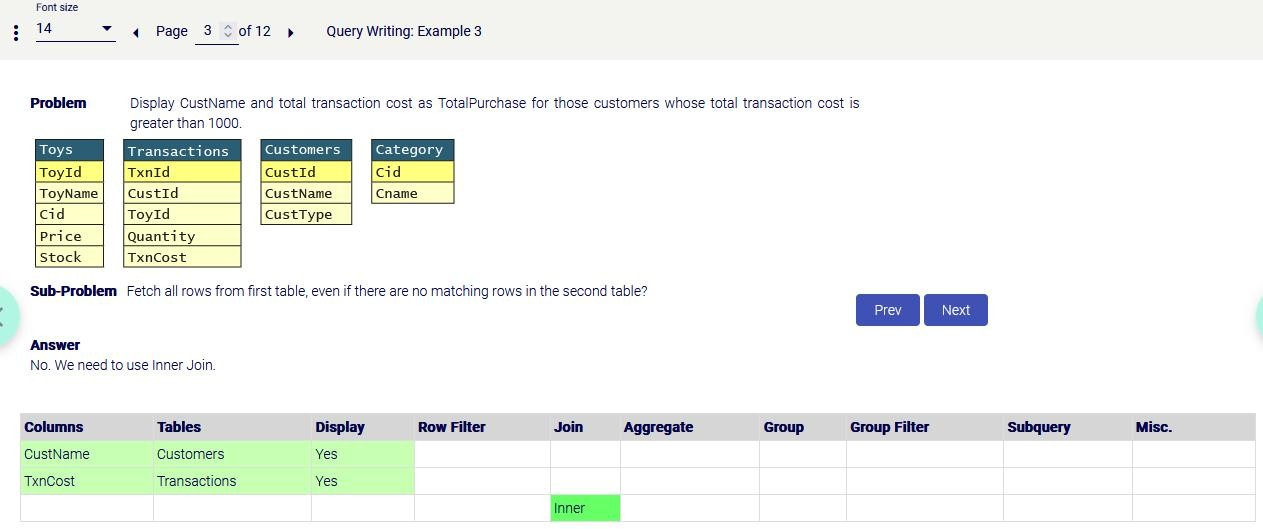 Font size
14
Page 3 of 12 Query Writing: Example 3
Problem Display CustName and total transaction cost as TotalPurchase for those customers whose total transaction cost is
greater than 1000.
Toys Transactions Customers Category
ToyId TxnId CustId Cid
ToyName CustId CustName Cname
Cid ToyId CustType
Price Quantity
Stock TxnCost
Sub-Problem Fetch all rows from first table, even if there are no matching rows in the second table?
Prev Next
Answer
No. We need to use Inner Join.
Columns Tables Display Row Filter Join Aggregate Group Group Filter Subquery Misc.
CustName Customers Yes
TxnCost Transactions Yes
Inner